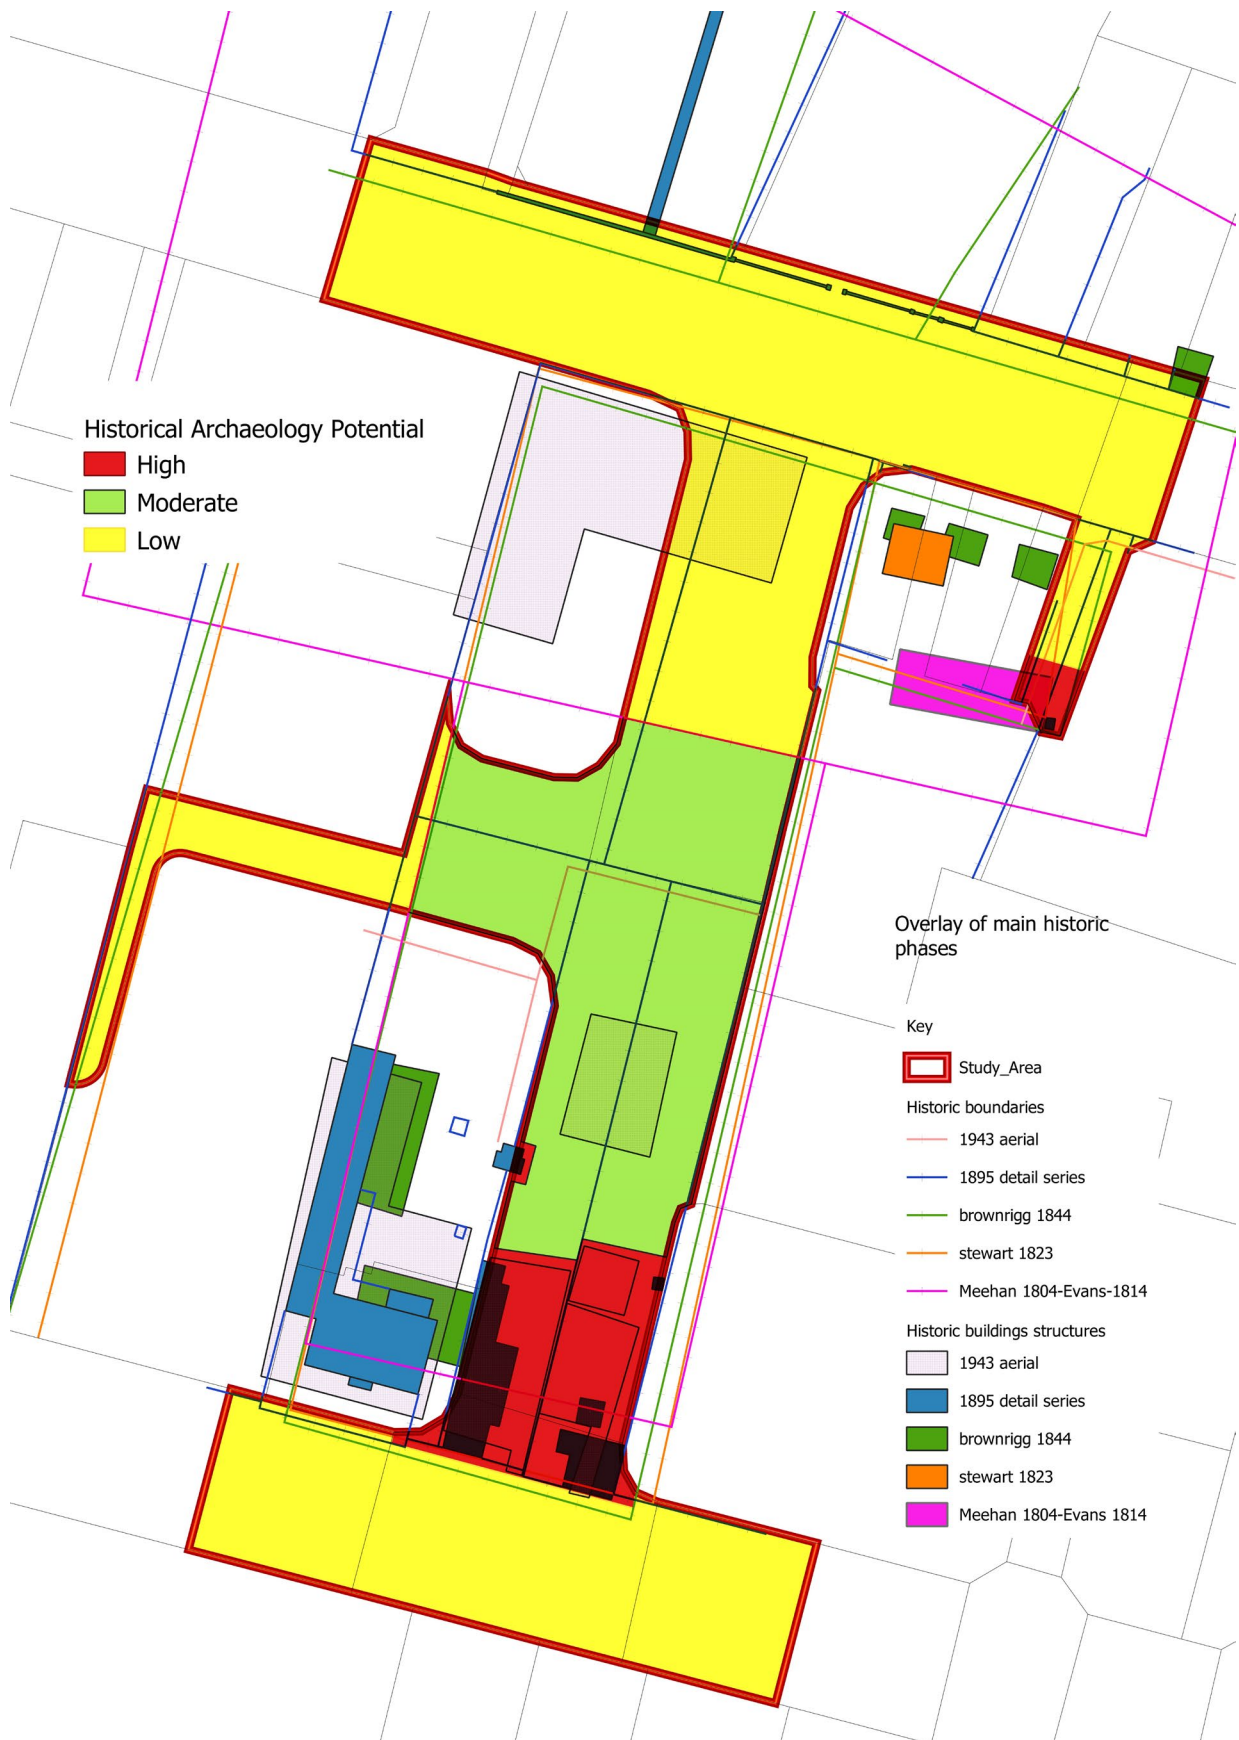 Historical Archaeology Potential
High
Moderate
Low
Overlay of main historic
phases
Key
Study_Area
Historic boundaries
1943 aerial
1895 detail series
brownrigg 1844
stewart 1823
Meehan 1804-Evans-1814
Historic buildings structures
1943 aerial
1895 detail series
brownrigg 1844
stewart 1823
Meehan 1804-Evans 1814